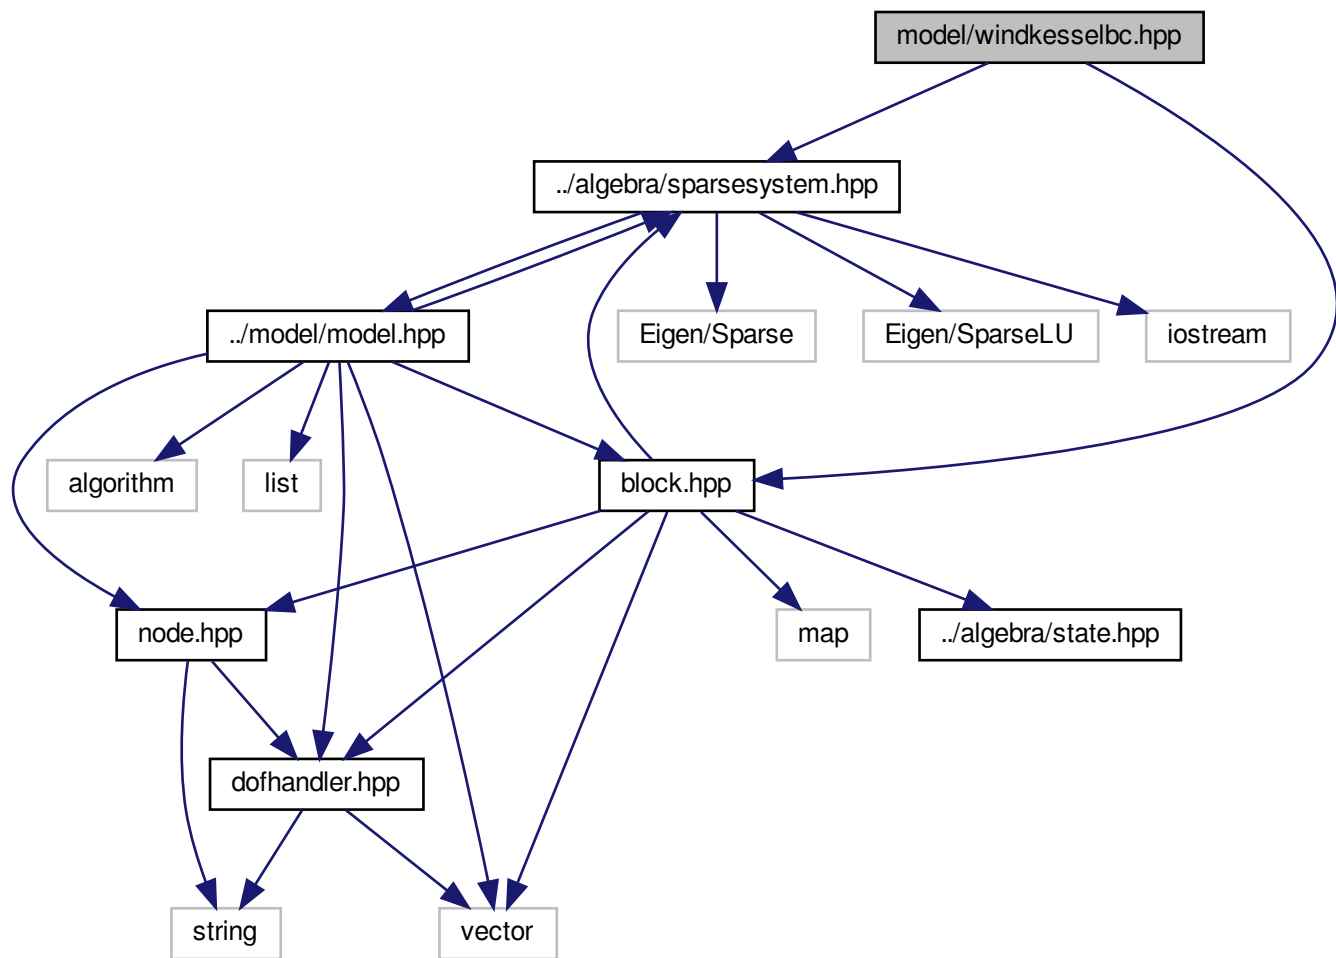 model/windkesselbc.hpp
../algebra/sparsesystem.hpp
../model/model.hpp
Eigen/Sparse
Eigen/SparseLU
iostream
algorithm
list
block.hpp
node.hpp
map
../algebra/state.hpp
dofhandler.hpp
string
vector